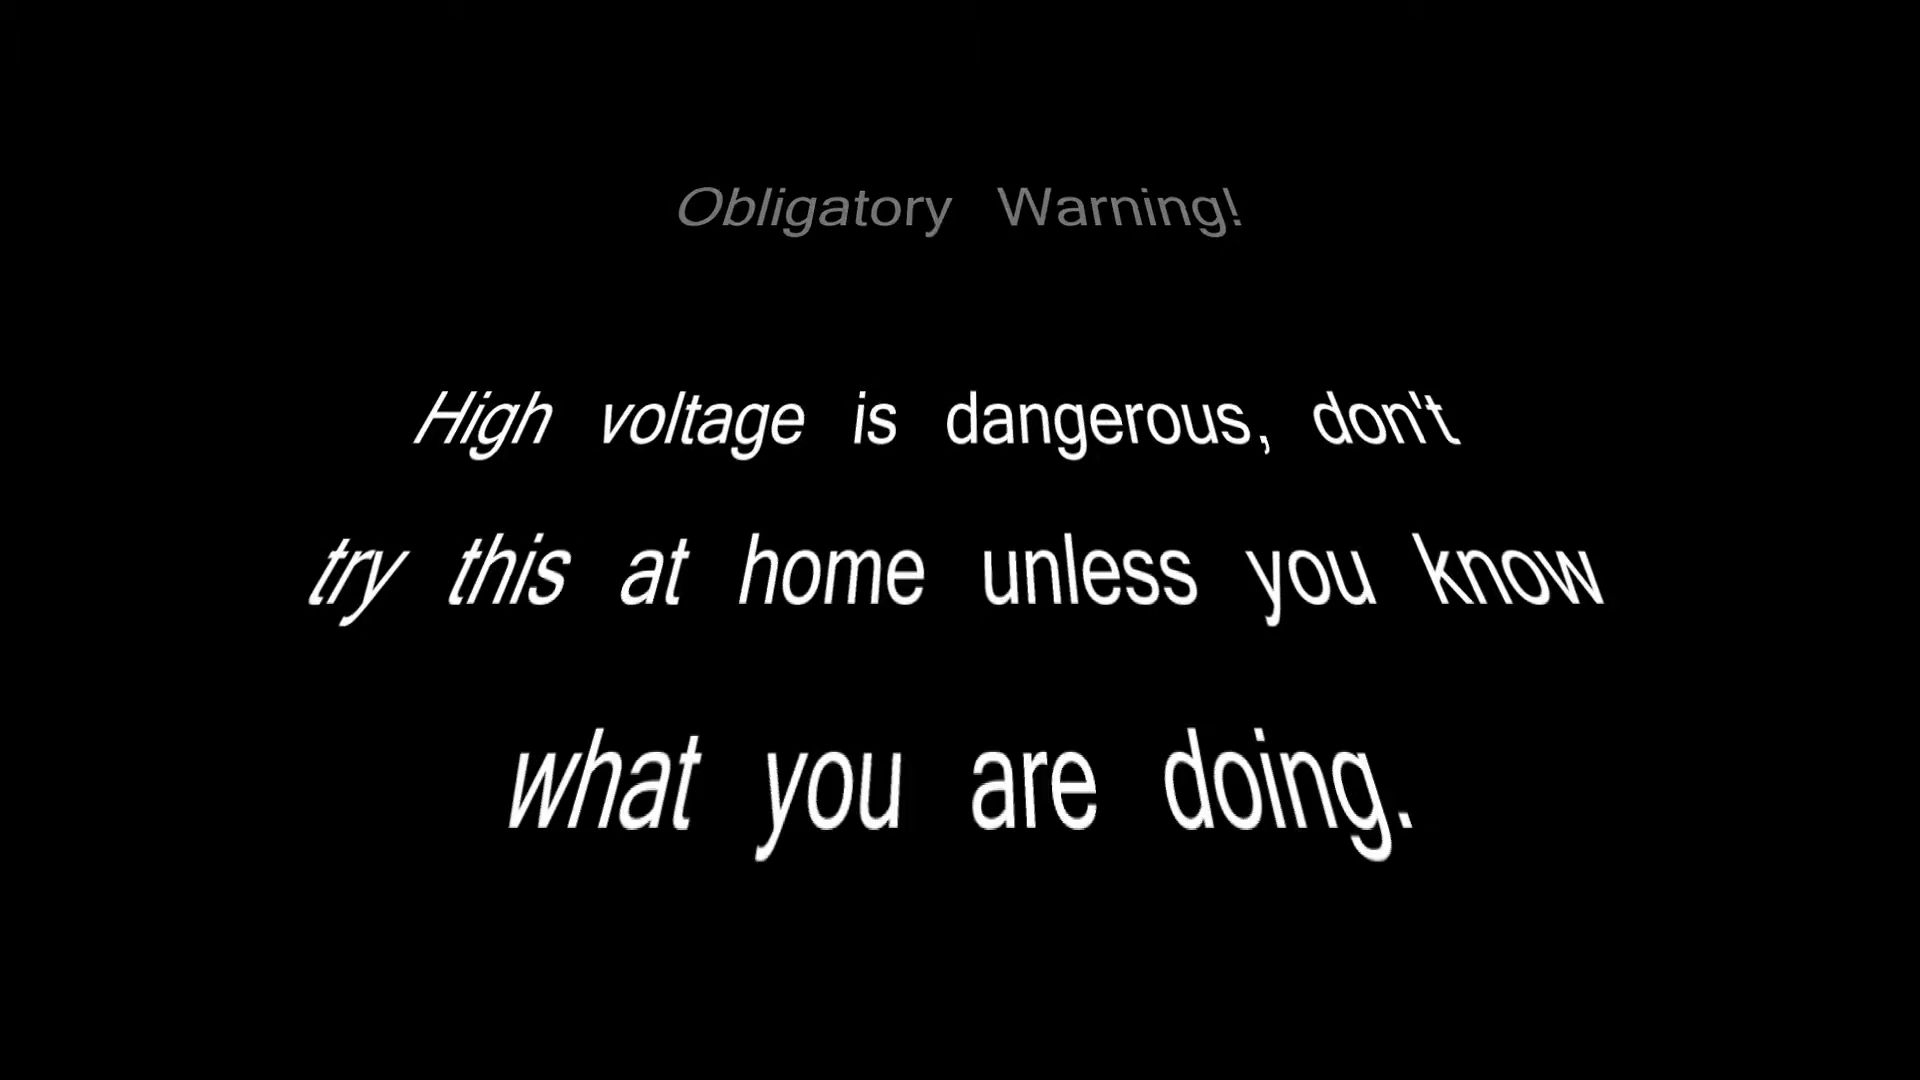 Obligatory Warning!
High voltage is dangerous, don't
try this at home unless you know
what you are doing.